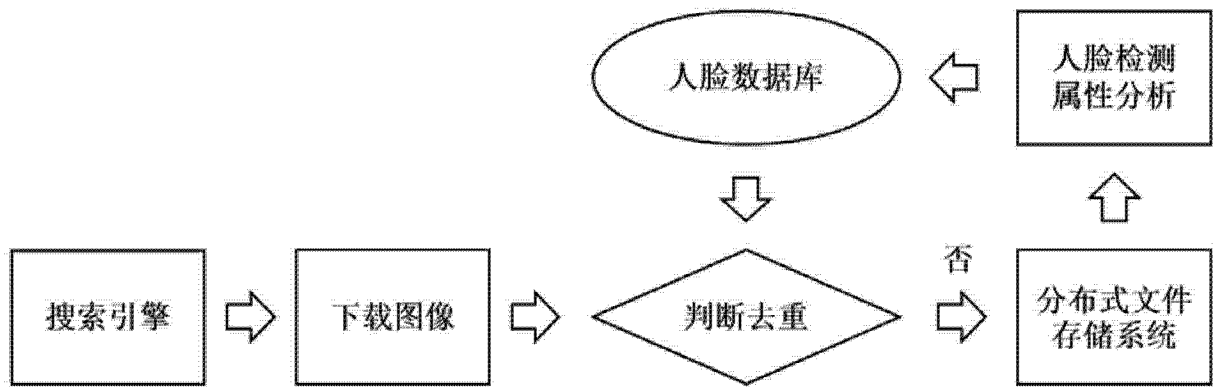 人脸数据库
人脸检测
属性分析
搜索引擎
下载图像
判断去重
否
分布式文件
存储系统